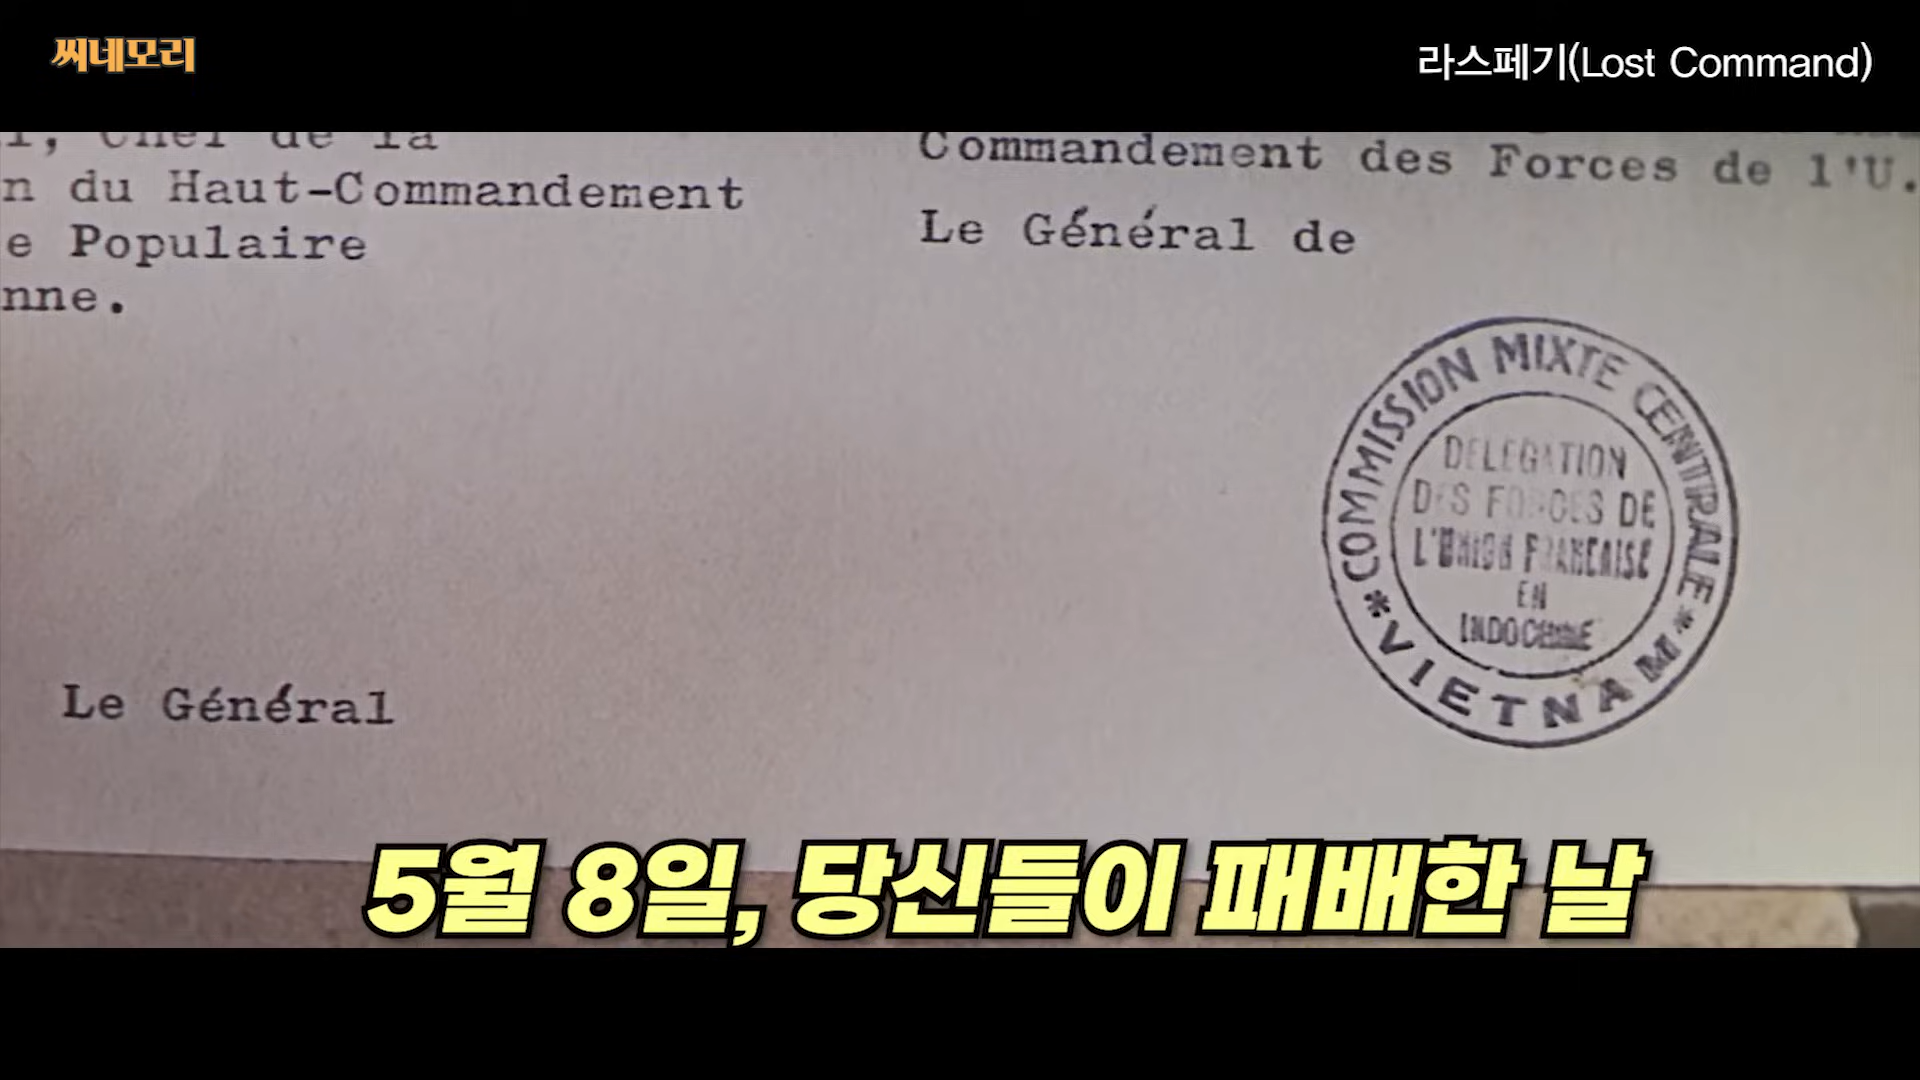 씨네모리
라스페기(Lost Command)
de la
n du Haut-Commandement
e Populaire
nne.
Commandement des Forces de l'U.
Le Général de
COMMISSION MIXTE CENTRALE
DELEGATION
DES FORCES DE
L'UNION FRANCAISE
EN
INDOCHINE
* VIETNAM *
Le Général
5월 8일, 당신들이 패배한 날